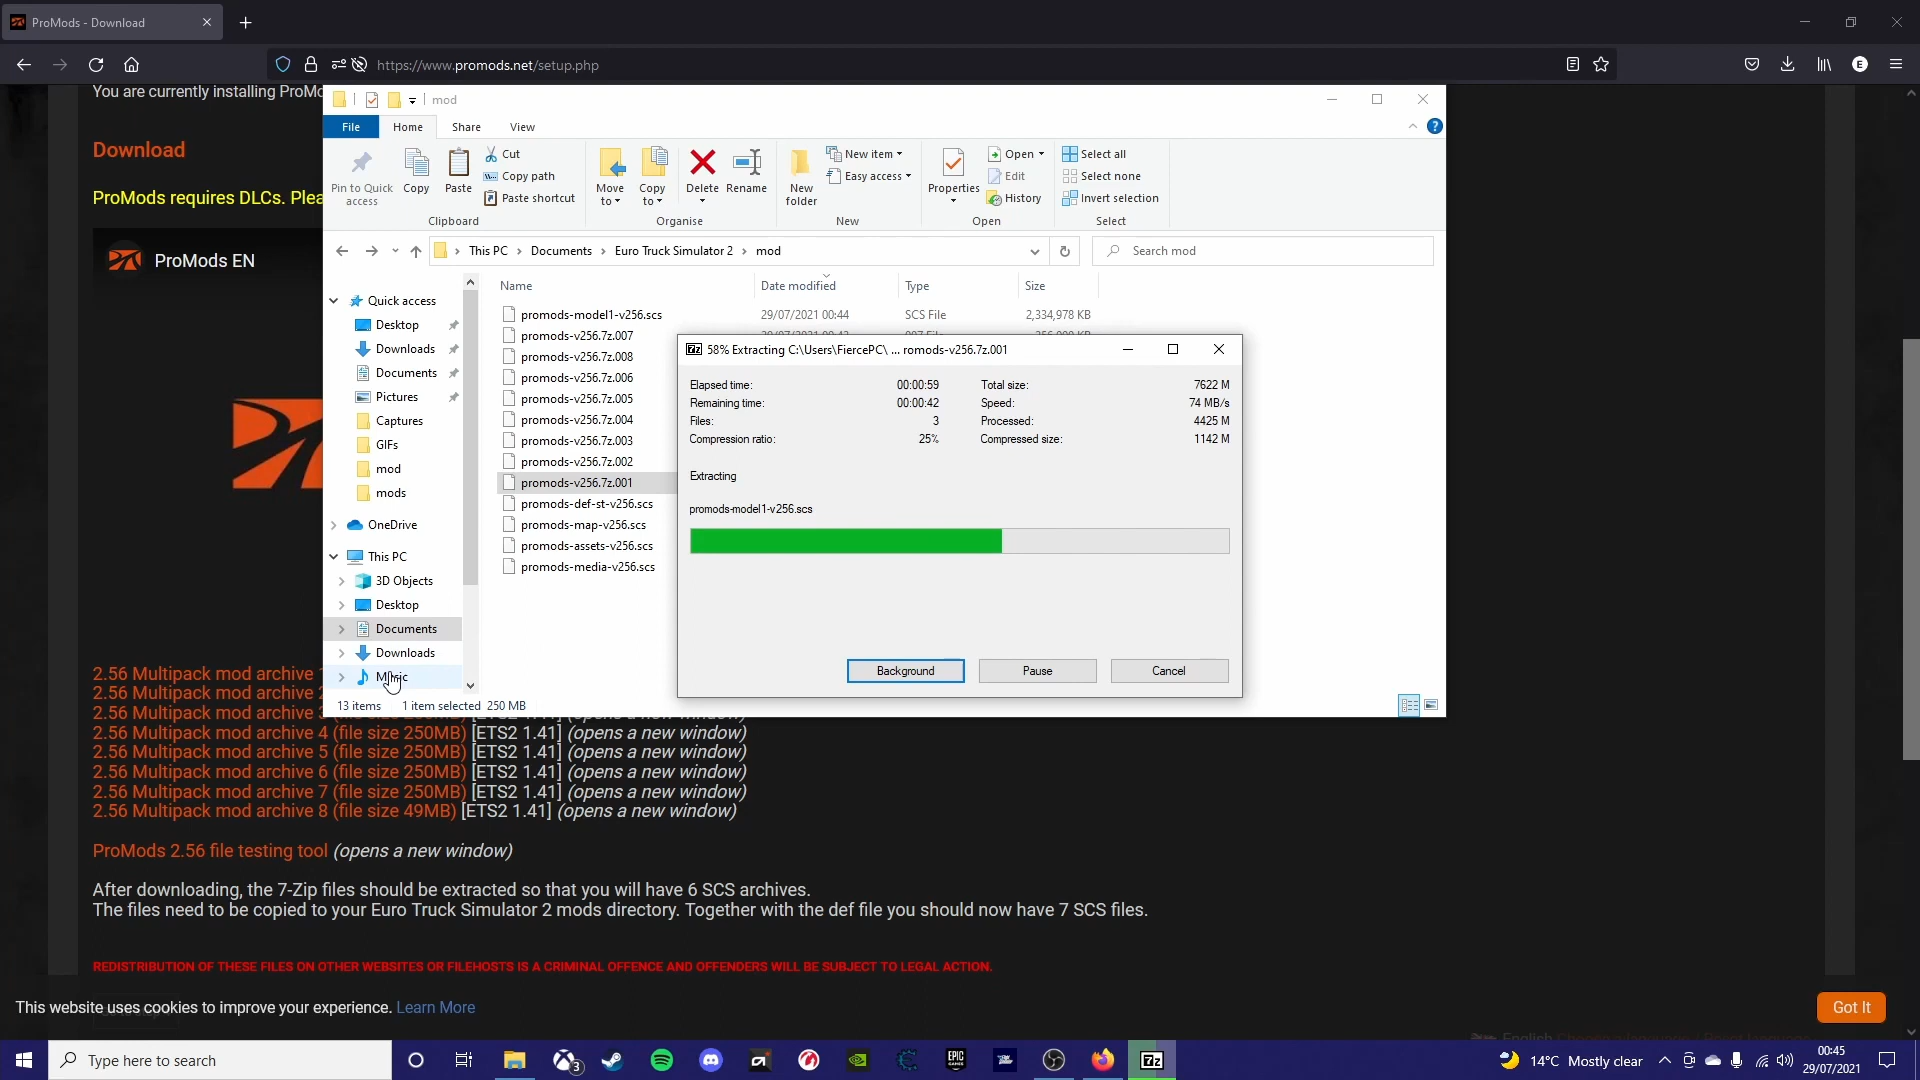 ProMods - Download
https://www.promods.net/setup.php
You are currently installing ProMo
Download
ProMods requires DLCs. Plea
ProMods EN
mod
File
Home
Share
View
Pin to Quick access
Copy
Paste
Cut
Copy path
Paste shortcut
Clipboard
Move to
Copy to
Delete
Rename
Organise
New folder
New item
Easy access
New
Properties
Open
Edit
History
Open
Select all
Select none
Invert selection
Select
This PC
Documents
Euro Truck Simulator 2
mod
Search mod
Quick access
Desktop
Downloads
Documents
Pictures
Captures
GIFs
mod
mods
OneDrive
This PC
3D Objects
Desktop
Documents
Downloads
Music
Name
Date modified
Type
Size
promods-model1-v256.scs 29/07/2021 00:44 SCS File 2,334,978 KB
promods-v256.7z.007
promods-v256.7z.008
promods-v256.7z.006
promods-v256.7z.005
promods-v256.7z.004
promods-v256.7z.003
promods-v256.7z.002
promods-v256.7z.001
promods-def-st-v256.scs
promods-map-v256.scs
promods-assets-v256.scs
promods-media-v256.scs
13 items 1 item selected 250 MB
7z 58% Extracting C:\Users\FiercePC\ ... romods-v256.7z.001
Elapsed time: 00:00:59 Total size: 7622 M
Remaining time: 00:00:42 Speed: 74 MB/s
Files: 3 Processed: 4425 M
Compression ratio: 25% Compressed size: 1142 M
Extracting
promods-model1-v256.scs
Background
Pause
Cancel
2.56 Multipack mod archive
2.56 Multipack mod archive
2.56 Multipack mod archive
2.56 Multipack mod archive 4 (file size 250MB) [ETS2 1.41] (opens a new window)
2.56 Multipack mod archive 5 (file size 250MB) [ETS2 1.41] (opens a new window)
2.56 Multipack mod archive 6 (file size 250MB) [ETS2 1.41] (opens a new window)
2.56 Multipack mod archive 7 (file size 250MB) [ETS2 1.41] (opens a new window)
2.56 Multipack mod archive 8 (file size 49MB) [ETS2 1.41] (opens a new window)
ProMods 2.56 file testing tool (opens a new window)
After downloading, the 7-Zip files should be extracted so that you will have 6 SCS archives.
The files need to be copied to your Euro Truck Simulator 2 mods directory. Together with the def file you should now have 7 SCS files.
REDISTRIBUTION OF THESE FILES ON OTHER WEBSITES OR FILEHOSTS IS A CRIMINAL OFFENCE AND OFFENDERS WILL BE SUBJECT TO LEGAL ACTION.
This website uses cookies to improve your experience. Learn More
Got It
Type here to search
3
EPIC GAMES
7z
14°C Mostly clear
00:45
29/07/2021